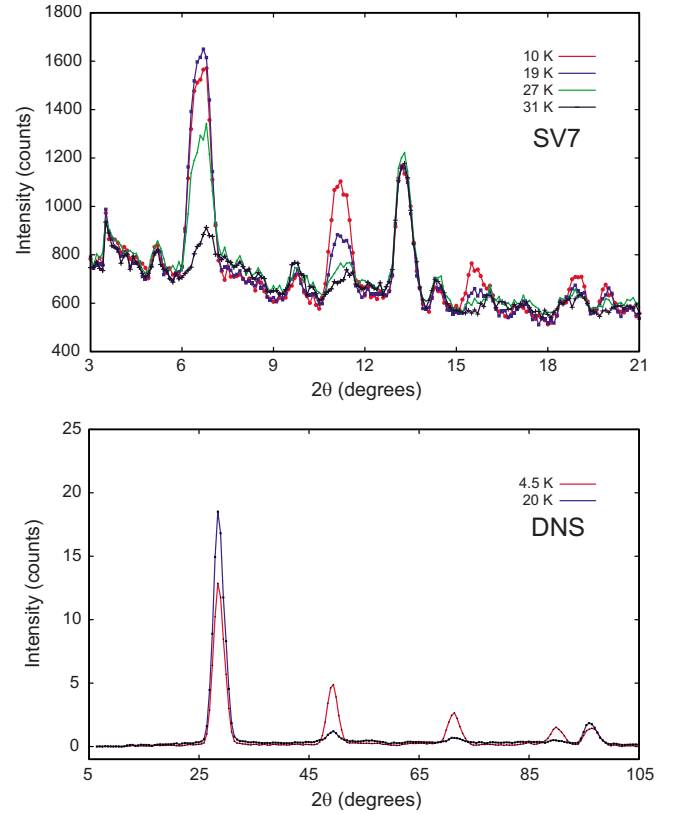 1800
1600
1400
1200
1000
800
600
400
Intensity (counts)
10 K
19 K
27 K
31 K
SV7
3 6 9 12 15 18 21
2θ (degrees)
25
20
15
10
5
0
Intensity (counts)
4.5 K
20 K
DNS
5 25 45 65 85 105
2θ (degrees)